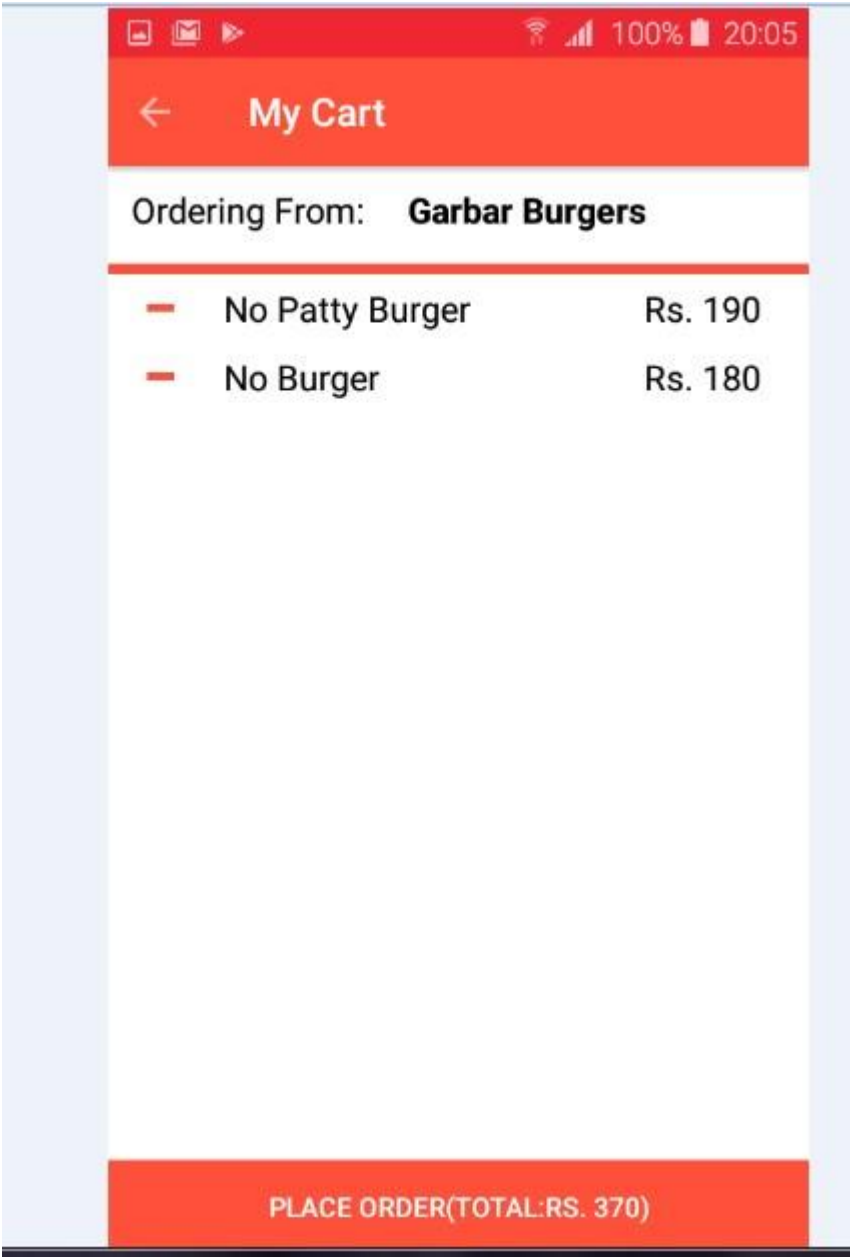 100% 20:05
My Cart
Ordering From: Garbar Burgers
No Patty Burger Rs. 190
No Burger Rs. 180
PLACE ORDER(TOTAL:RS. 370)